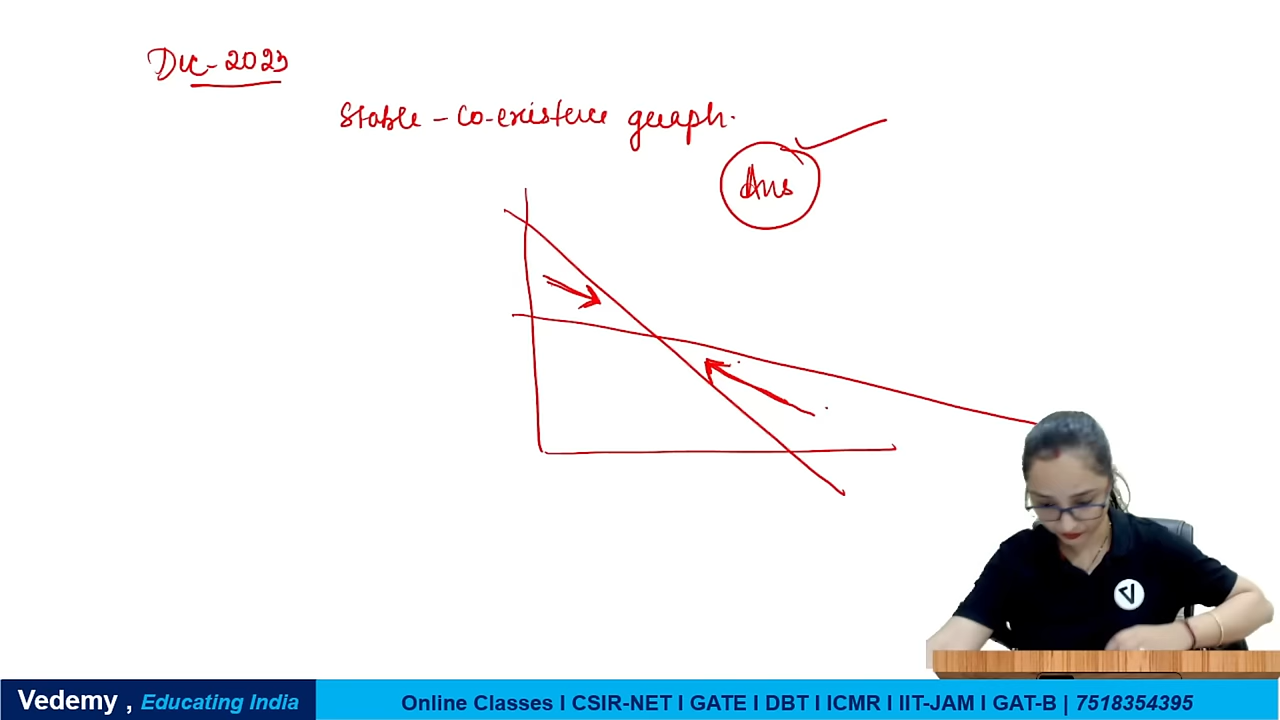 Dec-2023
Stable-Co-existence graph.
Ans
Vedemy , Educating India
Online Classes I CSIR-NET I GATE I DBT I ICMR I IIT-JAM I GAT-B | 7518354395